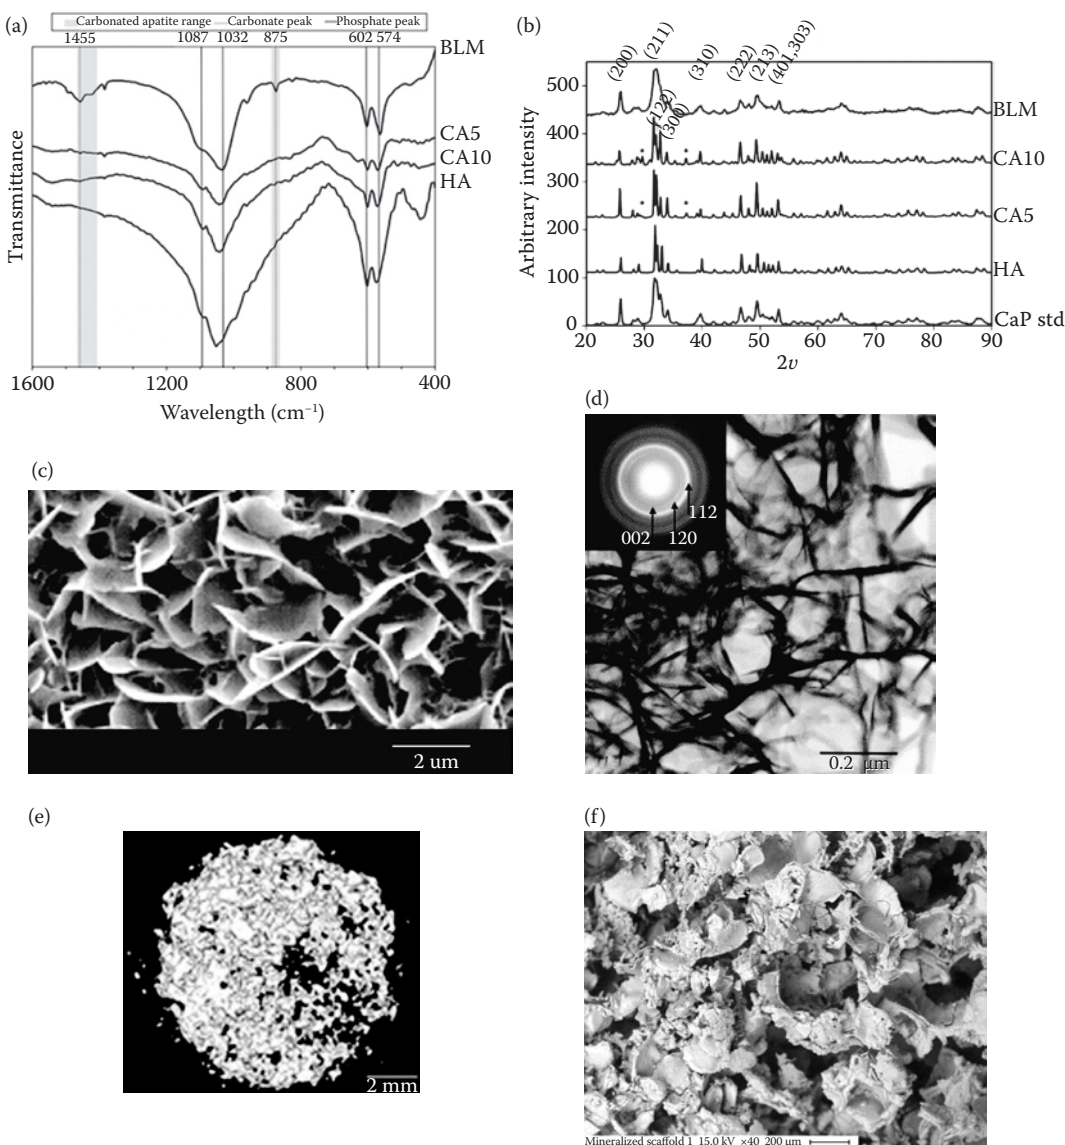 (a)
Carbonated apatite range Carbonate peak Phosphate peak
1455 1087 1032 875 602 574
BLM
CA5
CA10
HA
Transmittance
1600 1200 800 400
Wavelength (cm⁻¹)
(b)
(200) (211) (310) (222) (213) (401,303)
(122)
(300)
500
400
300
200
100
0
Arbitrary intensity
BLM
CA10
CA5
HA
CaP std
20 30 40 50 60 70 80 90
2ν
(c)
2 um
(d)
112
002 120
0.2 μm
(e)
2 mm
(f)
Mineralized scaffold 1 15.0 kV ×40 200 μm